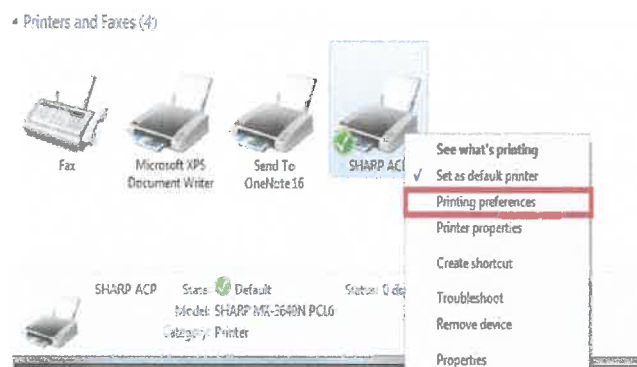 Printers and Faxes (4)
Fax
Microsoft XPS
Document Writer
Send To
OneNote 16
SHARP ACP
See what's printing
✓ Set as default printer
Printing preferences
Printer properties
Create shortcut
Troubleshoot
Remove device
Properties
SHARP ACP State: Default Status: 0 do
Model: SHARP MX-3640N PCL6
Category: Printer